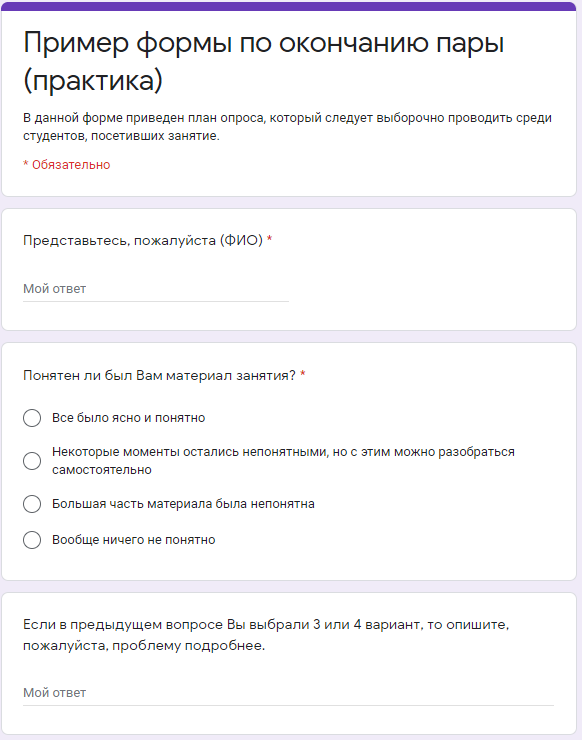 Пример формы по окончанию пары
(практика)
В данной форме приведен план опроса, который следует выборочно проводить среди
студентов, посетивших занятие.
* Обязательно
Представьтесь, пожалуйста (ФИО) *
Мой ответ
Понятен ли был Вам материал занятия? *
Все было ясно и понятно
Некоторые моменты остались непонятными, но с этим можно разобраться
самостоятельно
Большая часть материала была непонятна
Вообще ничего не понятно
Если в предыдущем вопросе Вы выбрали 3 или 4 вариант, то опишите,
пожалуйста, проблему подробнее.
Мой ответ